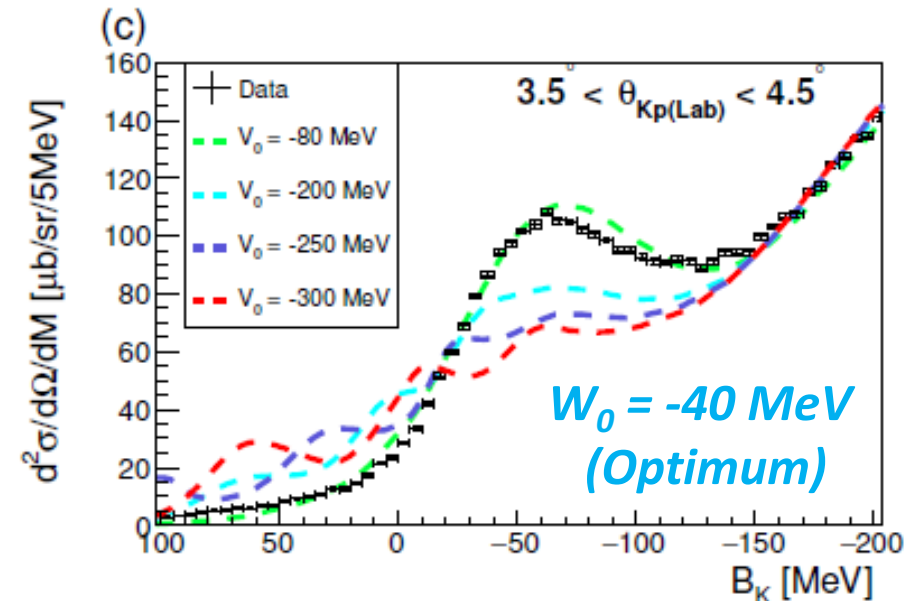 (c)
3.5° < θKp(Lab) < 4.5°
Data
V₀ = -80 MeV
V₀ = -200 MeV
V₀ = -250 MeV
V₀ = -300 MeV
W₀ = -40 MeV
(Optimum)
d²σ/dΩ/dM [μb/sr/5MeV]
160
140
120
100
80
60
40
20
0
100 50 0 −50 −100 −150 −200
B_K [MeV]